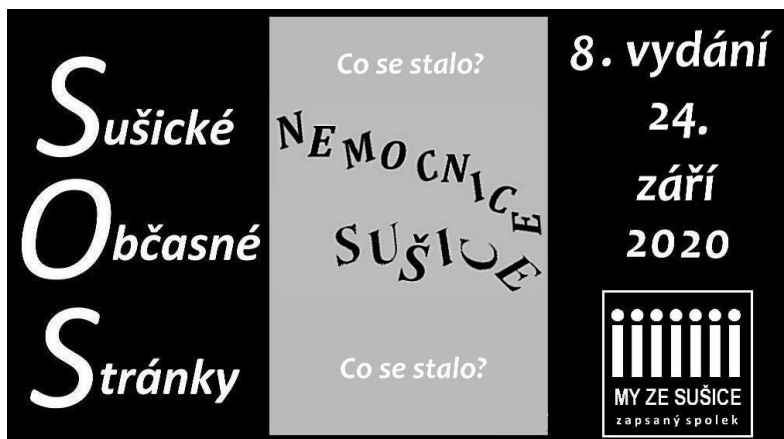 Sušické
Občasné
Stránky
Co se stalo?
NEMOCNICE
SUŠICE
Co se stalo?
8. vydání
24.
září
2020
MY ZE SUŠICE
zapsaný spolek